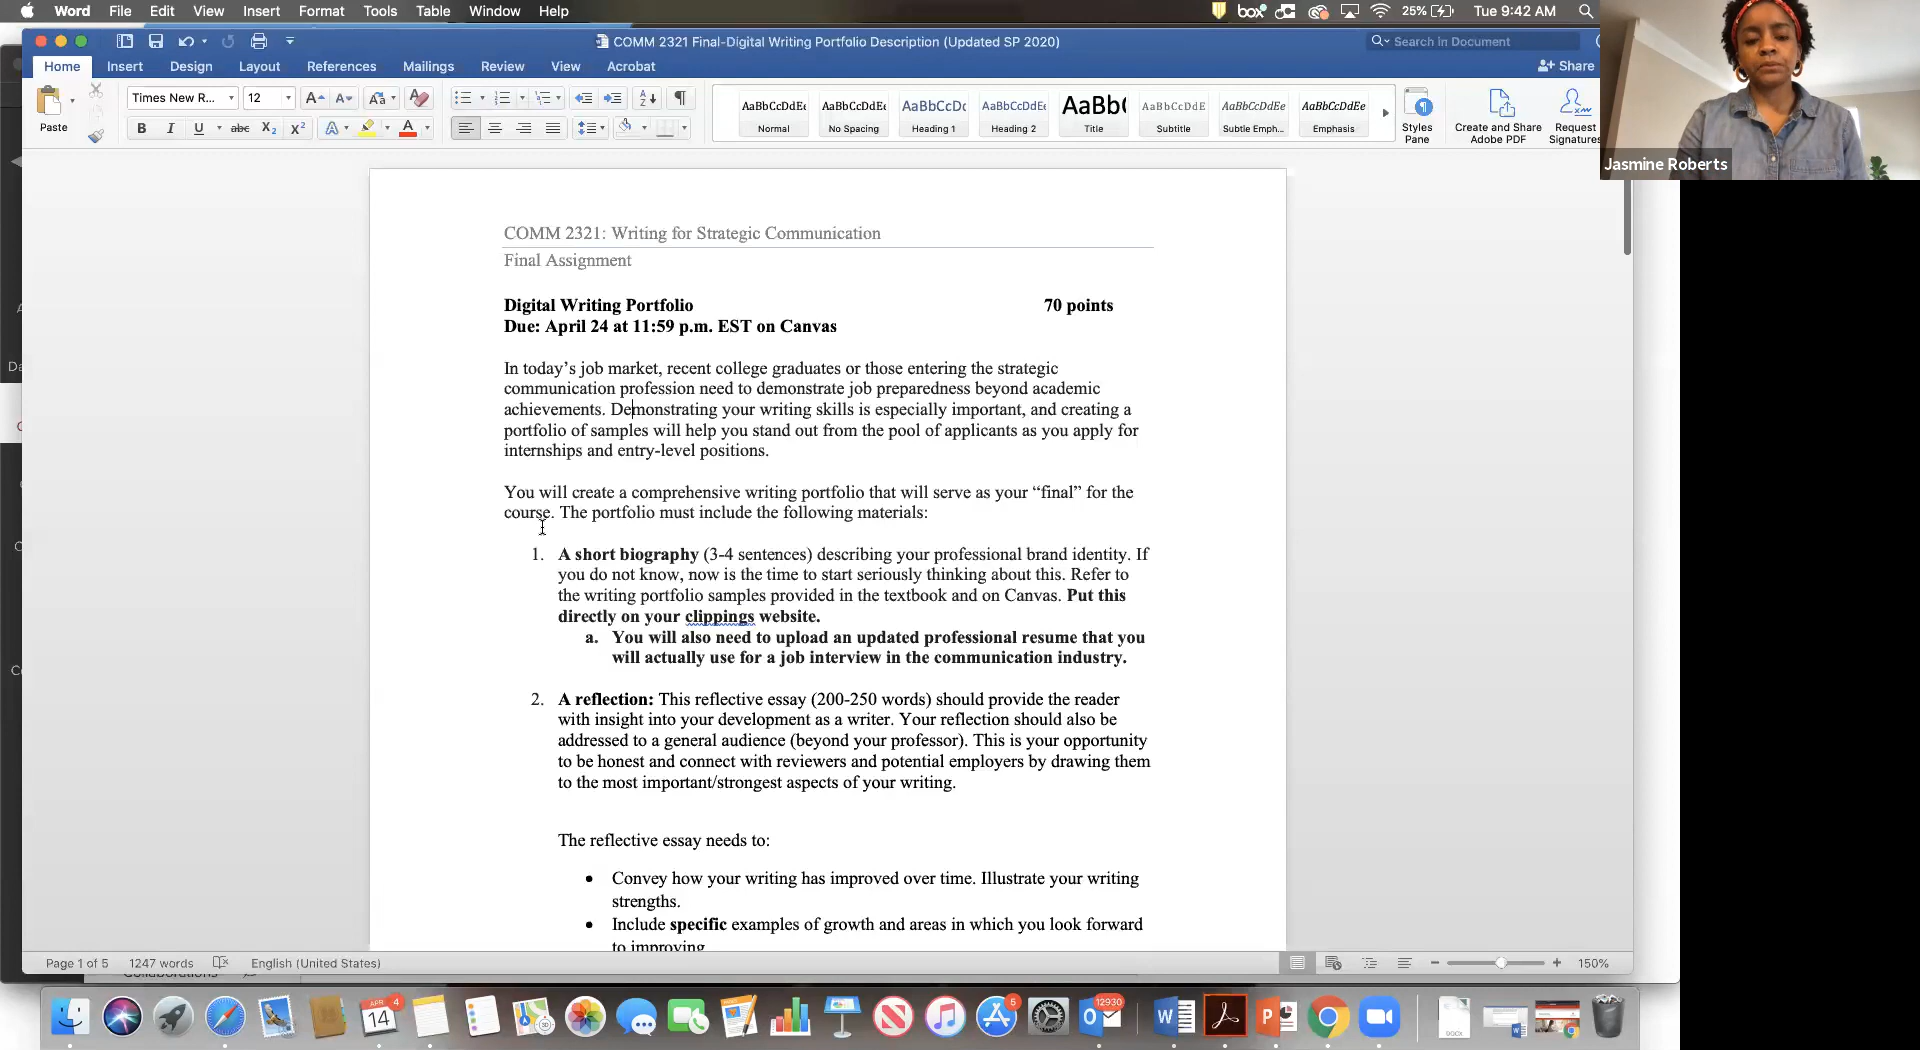 Word File Edit View Insert Format Tools Table Window Help box 25% Tue 9:42 AM
COMM 2321 Final-Digital Writing Portfolio Description (Updated SP 2020) Search in Document
Home Insert Design Layout References Mailings Review View Acrobat Share
Paste Times New R... 12 AaBbCcDdEe AaBbCcDdEe AaBbCcDc AaBbCcDdEe AaBb( AaBbCcDdE AaBbCcDdEe AaBbCcDdEe
Normal No Spacing Heading 1 Heading 2 Title Subtitle Subtle Emph... Emphasis Styles Pane Create and Share Adobe PDF Request Signatures
Jasmine Roberts
COMM 2321: Writing for Strategic Communication
Final Assignment
Digital Writing Portfolio 70 points
Due: April 24 at 11:59 p.m. EST on Canvas
In today’s job market, recent college graduates or those entering the strategic
communication profession need to demonstrate job preparedness beyond academic
achievements. Demonstrating your writing skills is especially important, and creating a
portfolio of samples will help you stand out from the pool of applicants as you apply for
internships and entry-level positions.
You will create a comprehensive writing portfolio that will serve as your “final” for the
course. The portfolio must include the following materials:
1. A short biography (3-4 sentences) describing your professional brand identity. If
you do not know, now is the time to start seriously thinking about this. Refer to
the writing portfolio samples provided in the textbook and on Canvas. Put this
directly on your clippings website.
a. You will also need to upload an updated professional resume that you
will actually use for a job interview in the communication industry.
2. A reflection: This reflective essay (200-250 words) should provide the reader
with insight into your development as a writer. Your reflection should also be
addressed to a general audience (beyond your professor). This is your opportunity
to be honest and connect with reviewers and potential employers by drawing them
to the most important/strongest aspects of your writing.
The reflective essay needs to:
• Convey how your writing has improved over time. Illustrate your writing
strengths.
• Include specific examples of growth and areas in which you look forward
to improving
Page 1 of 5 1247 words English (United States) 150%
APR 14 4 5 12930